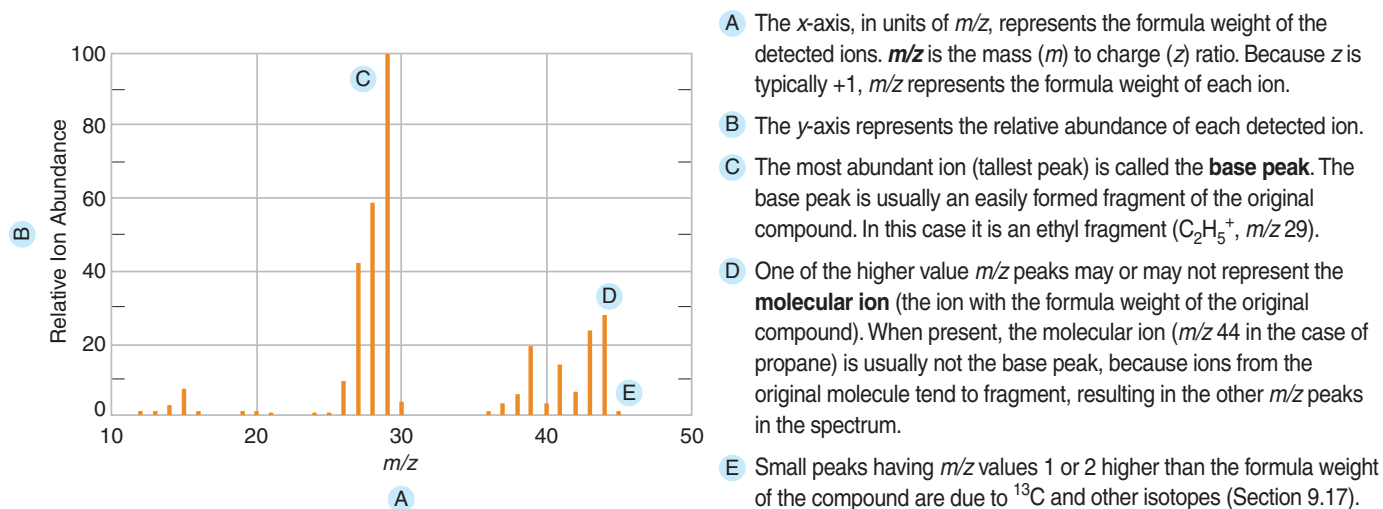 100
80
60
40
20
0
Relative Ion Abundance
B
C
D
E
10 20 30 40 50
m/z
A
A The x-axis, in units of m/z, represents the formula weight of the
detected ions. m/z is the mass (m) to charge (z) ratio. Because z is
typically +1, m/z represents the formula weight of each ion.
B The y-axis represents the relative abundance of each detected ion.
C The most abundant ion (tallest peak) is called the base peak. The
base peak is usually an easily formed fragment of the original
compound. In this case it is an ethyl fragment (C₂H₅⁺, m/z 29).
D One of the higher value m/z peaks may or may not represent the
molecular ion (the ion with the formula weight of the original
compound). When present, the molecular ion (m/z 44 in the case of
propane) is usually not the base peak, because ions from the
original molecule tend to fragment, resulting in the other m/z peaks
in the spectrum.
E Small peaks having m/z values 1 or 2 higher than the formula weight
of the compound are due to ¹³C and other isotopes (Section 9.17).